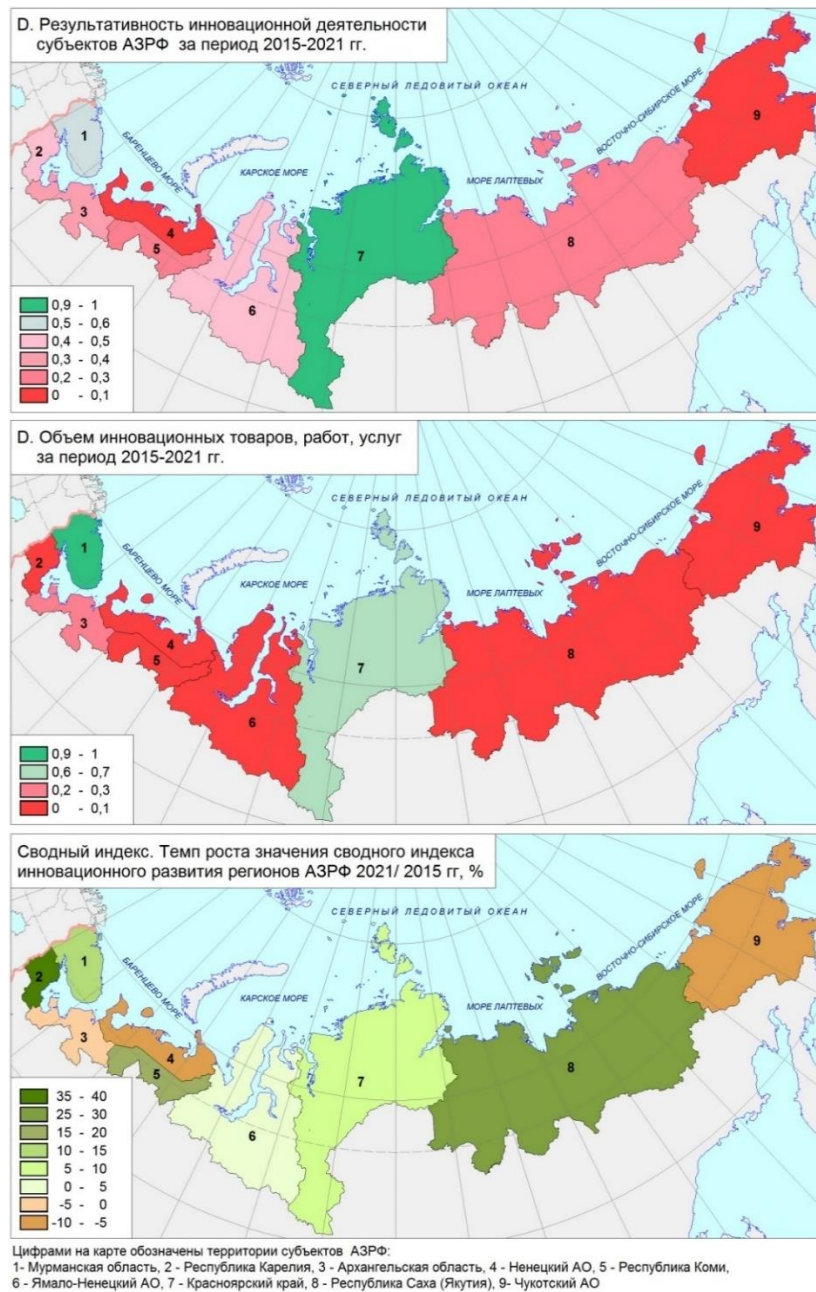 D. Результативность инновационной деятельности
субъектов АЗРФ за период 2015-2021 гг.
СЕВЕРНЫЙ ЛЕДОВИТЫЙ ОКЕАН
ВОСТОЧНО-СИБИРСКОЕ МОРЕ
БАРЕНЦЕВО МОРЕ
КАРСКОЕ МОРЕ
МОРЕ ЛАПТЕВЫХ
1
2
3
4
5
6
7
8
9
0,9 - 1
0,5 - 0,6
0,4 - 0,5
0,3 - 0,4
0,2 - 0,3
0 - 0,1
D. Объем инновационных товаров, работ, услуг
за период 2015-2021 гг.
СЕВЕРНЫЙ ЛЕДОВИТЫЙ ОКЕАН
ВОСТОЧНО-СИБИРСКОЕ МОРЕ
БАРЕНЦЕВО МОРЕ
КАРСКОЕ МОРЕ
МОРЕ ЛАПТЕВЫХ
1
2
3
4
5
6
7
8
9
0,9 - 1
0,6 - 0,7
0,2 - 0,3
0 - 0,1
Сводный индекс. Темп роста значения сводного индекса
инновационного развития регионов АЗРФ 2021/ 2015 гг, %
СЕВЕРНЫЙ ЛЕДОВИТЫЙ ОКЕАН
ВОСТОЧНО-СИБИРСКОЕ МОРЕ
БАРЕНЦЕВО МОРЕ
КАРСКОЕ МОРЕ
МОРЕ ЛАПТЕВЫХ
1
2
3
4
5
6
7
8
9
35 - 40
25 - 30
15 - 20
10 - 15
5 - 10
0 - 5
-5 - 0
-10 - -5
Цифрами на карте обозначены территории субъектов АЗРФ:
1- Мурманская область, 2 - Республика Карелия, 3 - Архангельская область, 4 - Ненецкий АО, 5 - Республика Коми,
6 - Ямало-Ненецкий АО, 7 - Красноярский край, 8 - Республика Саха (Якутия), 9- Чукотский АО